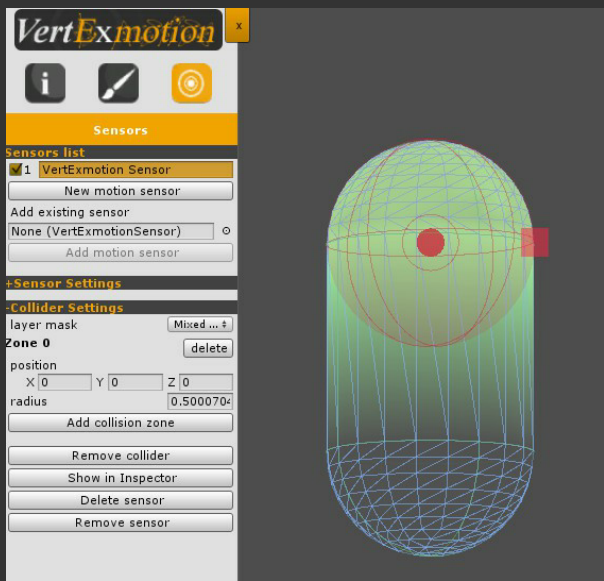 VertExmotion
x
i
Sensors
Sensors list
1 VertExmotion Sensor
New motion sensor
Add existing sensor
None (VertExmotionSensor)
Add motion sensor
+Sensor Settings
-Collider Settings
layer mask Mixed ...
Zone 0 delete
position
X 0 Y 0 Z 0
radius 0.5000704
Add collision zone
Remove collider
Show in Inspector
Delete sensor
Remove sensor